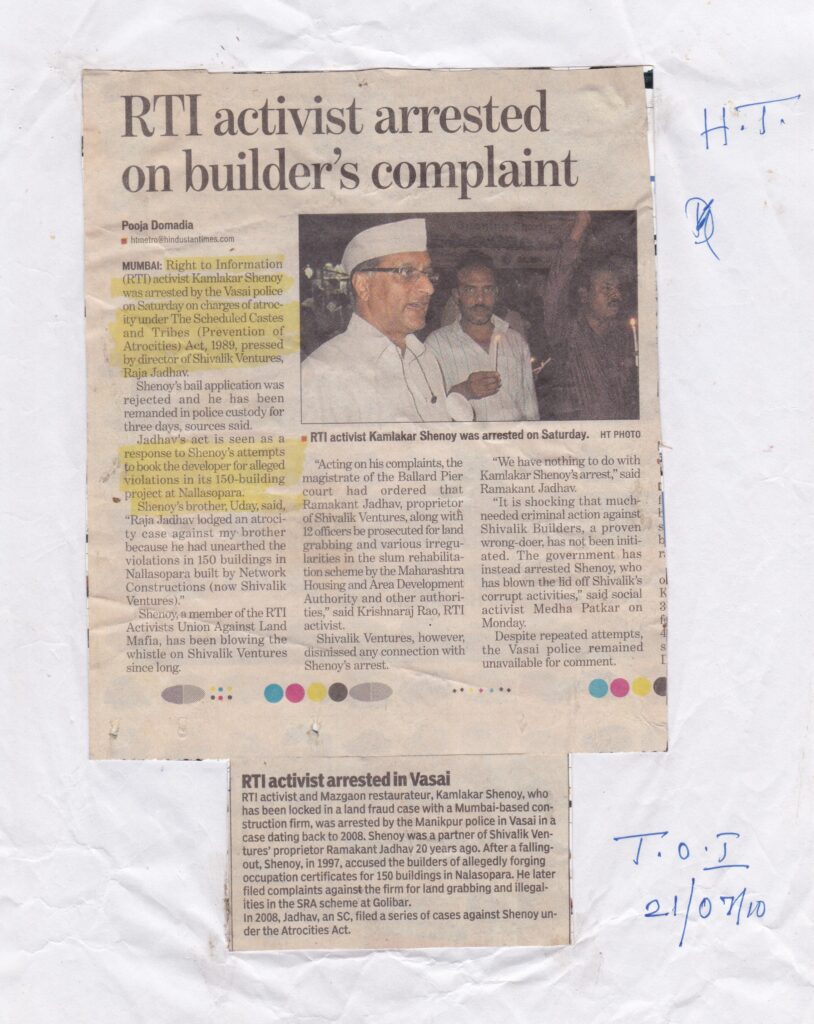 RTI activist arrested
on builder's complaint
H.T.
Pooja Domadia
htmetro@hindustantimes.com
MUMBAI: Right to Information
(RTI) activist Kamlakar Shenoy
was arrested by the Vasai police
on Saturday on charges of atroc-
ity under The Scheduled Castes
and Tribes (Prevention of
Atrocities) Act, 1989, pressed
by director of Shivalik Ventures,
Raja Jadhav.
Shenoy's bail application was
rejected and he has been
remanded in police custody for
three days, sources said.
Jadhav's act is seen as a
response to Shenoy's attempts
to book the developer for alleged
violations in its 150-building
project at Nallasopara.
Shenoy's brother, Uday, said,
"Raja Jadhav lodged an atroci-
ty case against my brother
because he had unearthed the
violations in 150 buildings in
Nallasopara built by Network
Constructions (now Shivalik
Ventures)."
Shenoy, a member of the RTI
Activists Union Against Land
Mafia, has been blowing the
whistle on Shivalik Ventures
since long.
RTI activist Kamlakar Shenoy was arrested on Saturday. HT PHOTO
"Acting on his complaints, the
magistrate of the Ballard Pier
court had ordered that
Ramakant Jadhav, proprietor
of Shivalik Ventures, along with
12 officers be prosecuted for land
grabbing and various irregu-
larities in the slum rehabilita-
tion scheme by the Maharashtra
Housing and Area Development
Authority and other authori-
ties," said Krishnaraj Rao, RTI
activist.
Shivalik Ventures, however,
dismissed any connection with
Shenoy's arrest.
"We have nothing to do with
Kamlakar Shenoy's arrest," said
Ramakant Jadhav.
"It is shocking that much-
needed criminal action against
Shivalik Builders, a proven
wrong-doer, has not been initi-
ated. The government has
instead arrested Shenoy, who
has blown the lid off Shivalik's
corrupt activities," said social
activist Medha Patkar on
Monday.
Despite repeated attempts,
the Vasai police remained
unavailable for comment.
RTI activist arrested in Vasai
RTI activist and Mazgaon restaurateur, Kamlakar Shenoy, who
has been locked in a land fraud case with a Mumbai-based con-
struction firm, was arrested by the Manikpur police in Vasai in a
case dating back to 2008. Shenoy was a partner of Shivalik Ven-
tures' proprietor Ramakant Jadhav 20 years ago. After a falling-
out, Shenoy, in 1997, accused the builders of allegedly forging
occupation certificates for 150 buildings in Nalasopara. He later
filed complaints against the firm for land grabbing and illegal-
ities in the SRA scheme at Golibar.
In 2008, Jadhav, an SC, filed a series of cases against Shenoy un-
der the Atrocities Act.
T.O.I
21/07/10